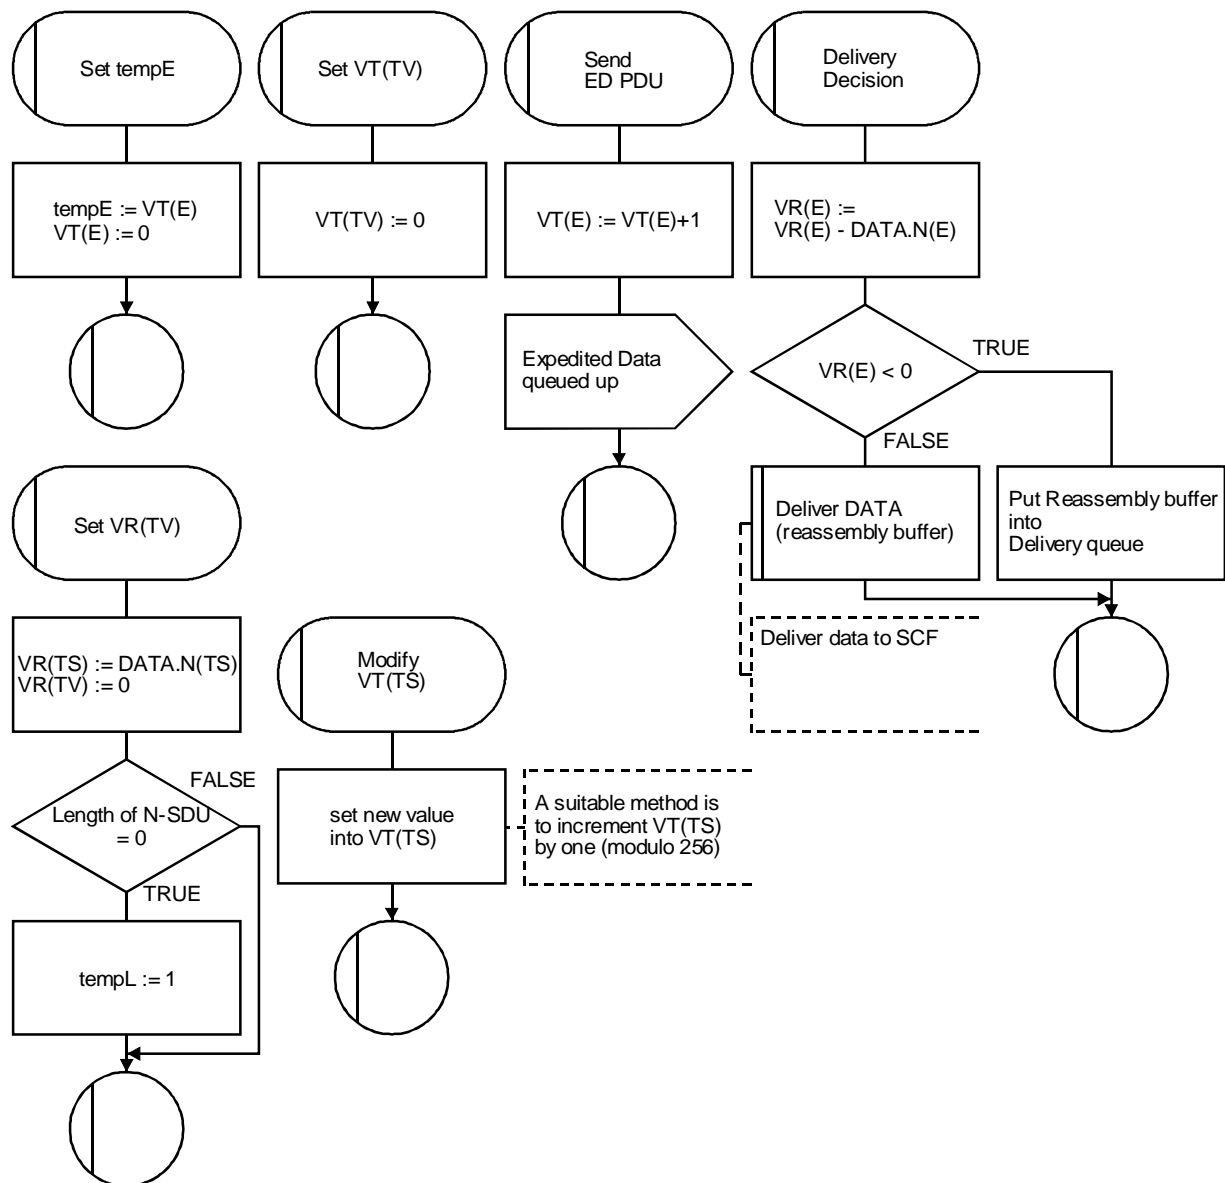 Set tempE
tempE := VT(E)
VT(E) := 0
Set VT(TV)
VT(TV) := 0
Send
ED PDU
VT(E) := VT(E)+1
Expedited Data
queued up
Delivery
Decision
VR(E) :=
VR(E) - DATA.N(E)
VR(E) < 0
TRUE
FALSE
Deliver DATA
(reassembly buffer)
Put Reassembly buffer
into
Delivery queue
Deliver data to SCF
Set VR(TV)
VR(TS) := DATA.N(TS)
VR(TV) := 0
FALSE
Length of N-SDU
= 0
TRUE
tempL := 1
Modify
VT(TS)
set new value
into VT(TS)
A suitable method is
to increment VT(TS)
by one (modulo 256)